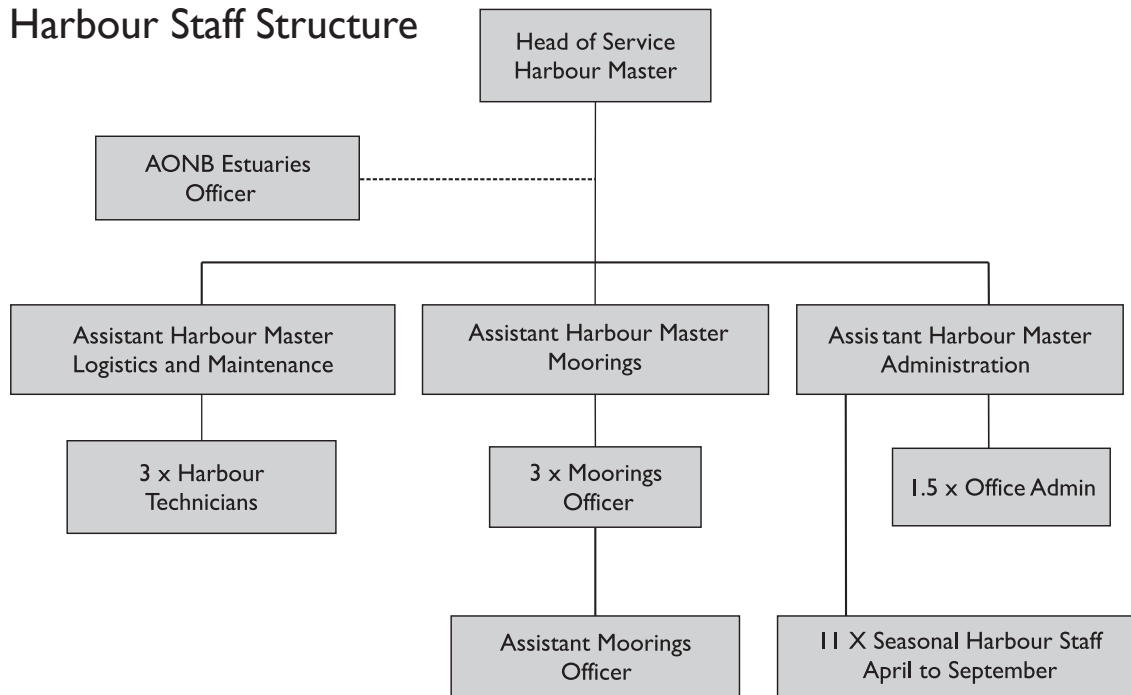 Harbour Staff Structure
Head of Service
Harbour Master
AONB Estuaries
Officer
Assistant Harbour Master
Logistics and Maintenance
Assistant Harbour Master
Moorings
Assistant Harbour Master
Administration
3 x Harbour
Technicians
3 x Moorings
Officer
1.5 x Office Admin
Assistant Moorings
Officer
11 X Seasonal Harbour Staff
April to September